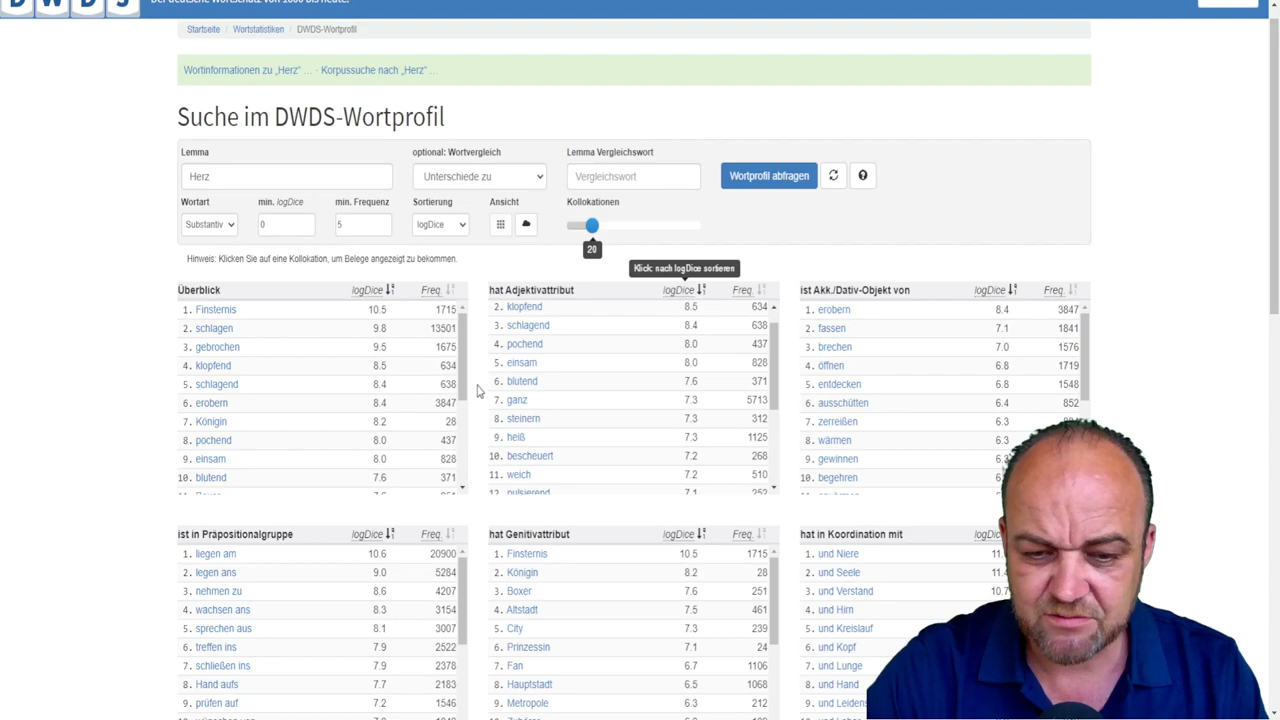 DWDS
Der deutsche Wortschatz von 1600 bis heute.
Startseite / Wortstatistiken / DWDS-Wortprofil
Wortinformationen zu „Herz“ … · Korpussuche nach „Herz“ …
Suche im DWDS-Wortprofil
Lemma optional: Wortvergleich Lemma Vergleichswort
Herz Unterschiede zu Vergleichswort Wortprofil abfragen
Wortart min. logDice min. Frequenz Sortierung Ansicht Kollokationen
Substantiv 0 5 logDice
20
Hinweis: Klicken Sie auf eine Kollokation, um Belege angezeigt zu bekommen.
Klick: nach logDice sortieren
Überblick logDice Freq.
1. Finsternis 10.5 1715
2. schlagen 9.8 13501
3. gebrochen 9.5 1675
4. klopfend 8.5 634
5. schlagend 8.4 638
6. erobern 8.4 3847
7. Königin 8.2 28
8. pochend 8.0 437
9. einsam 8.0 828
10. blutend 7.6 371
hat Adjektivattribut logDice Freq.
2. klopfend 8.5 634
3. schlagend 8.4 638
4. pochend 8.0 437
5. einsam 8.0 828
6. blutend 7.6 371
7. ganz 7.3 5713
8. steinern 7.3 312
9. heiß 7.3 1125
10. bescheuert 7.2 268
11. weich 7.2 510
12. pulsierend 7.1 252
ist Akk./Dativ-Objekt von logDice Freq.
1. erobern 8.4 3847
2. fassen 7.1 1841
3. brechen 7.0 1576
4. öffnen 6.8 1719
5. entdecken 6.8 1548
6. ausschütten 6.4 852
7. zerreißen 6.3
8. wärmen
9. gewinnen
10. begehren
ist in Präpositionalgruppe logDice Freq.
1. liegen am 10.6 20900
2. legen ans 9.0 5284
3. nehmen zu 8.6 4207
4. wachsen ans 8.3 3154
5. sprechen aus 8.1 3007
6. treffen ins 7.9 2522
7. schließen ins 7.9 2378
8. Hand aufs 7.7 2183
9. prüfen auf 7.2 1546
hat Genitivattribut logDice Freq.
1. Finsternis 10.5 1715
2. Königin 8.2 28
3. Boxer 7.6 251
4. Altstadt 7.5 461
5. City 7.3 239
6. Prinzessin 7.1 24
7. Fan 6.7 1106
8. Hauptstadt 6.5 1068
9. Metropole 6.3 212
hat in Koordination mit
1. und Niere
2. und Seele
3. und Verstand 10.7
4. und Hirn
5. und Kreislauf
6. und Kopf
7. und Lunge
8. und Hand